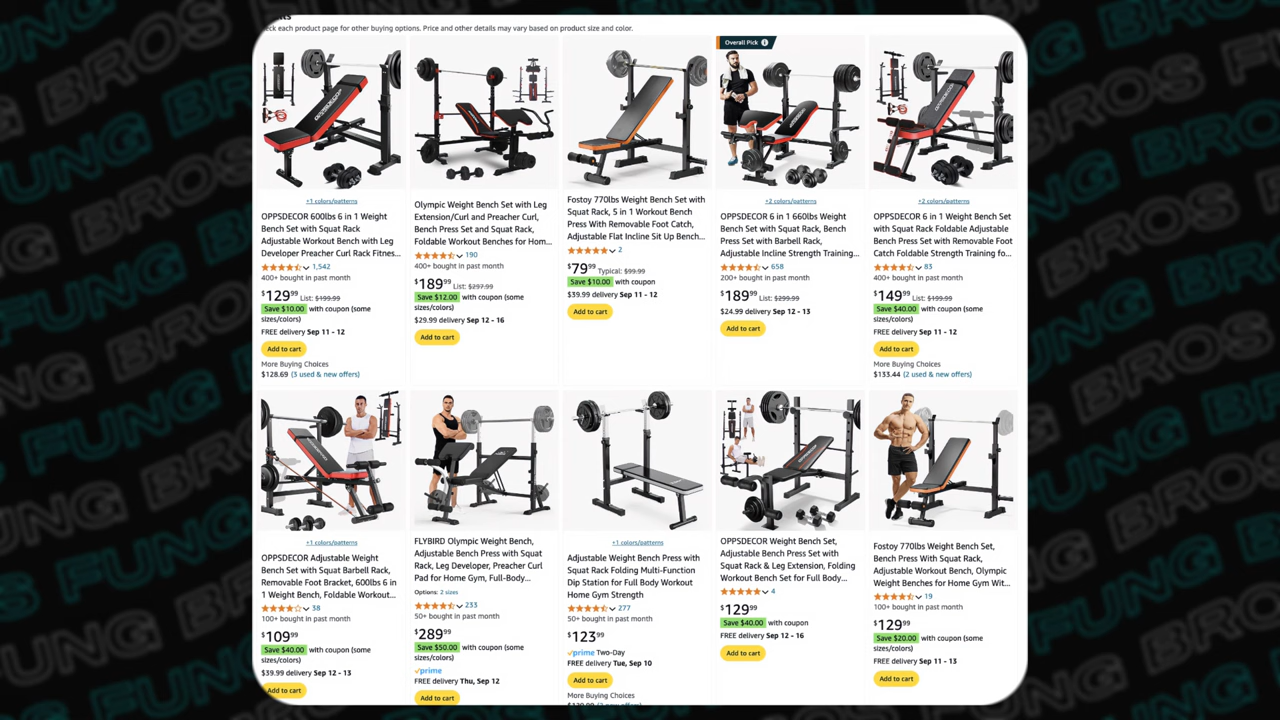 eck each product page for other buying options. Price and other details may vary based on product size and color.
+1 colors/patterns
OPPSDECOR 600lbs 6 in 1 Weight
Bench Set with Squat Rack
Adjustable Workout Bench with Leg
Developer Preacher Curl Rack Fitnes...
1,542
400+ bought in past month
$129.99 List: $199.99
Save $10.00 with coupon (some
sizes/colors)
FREE delivery Sep 11 - 12
Add to cart
More Buying Choices
$128.69 (3 used & new offers)
Olympic Weight Bench Set with Leg
Extension/Curl and Preacher Curl,
Bench Press Set and Squat Rack,
Foldable Workout Benches for Hom...
190
400+ bought in past month
$189.99 List: $297.99
Save $12.00 with coupon (some
sizes/colors)
$29.99 delivery Sep 12 - 16
Add to cart
Fostoy 770lbs Weight Bench Set with
Squat Rack, 5 in 1 Workout Bench
Press With Removable Foot Catch,
Adjustable Flat Incline Sit Up Bench...
2
$79.99 Typical: $99.99
Save $10.00 with coupon
$39.99 delivery Sep 11 - 12
Add to cart
Overall Pick
+2 colors/patterns
OPPSDECOR 6 in 1 660lbs Weight
Bench Set with Squat Rack, Bench
Press Set with Barbell Rack,
Adjustable Incline Strength Training...
658
200+ bought in past month
$189.99 List: $299.99
$24.99 delivery Sep 12 - 13
Add to cart
+2 colors/patterns
OPPSDECOR 6 in 1 Weight Bench Set
with Squat Rack Foldable Adjustable
Bench Press Set with Removable Foot
Catch Foldable Strength Training fo...
83
400+ bought in past month
$149.99 List: $199.99
Save $40.00 with coupon (some
sizes/colors)
FREE delivery Sep 11 - 12
Add to cart
More Buying Choices
$133.44 (2 used & new offers)
+1 colors/patterns
OPPSDECOR Adjustable Weight
Bench Set with Squat Barbell Rack,
Removable Foot Bracket, 600lbs 6 in
1 Weight Bench, Foldable Workout...
38
100+ bought in past month
$109.99
Save $40.00 with coupon (some
sizes/colors)
$39.99 delivery Sep 12 - 13
Add to cart
FLYBIRD Olympic Weight Bench,
Adjustable Bench Press with Squat
Rack, Leg Developer, Preacher Curl
Pad for Home Gym, Full-Body...
Options: 2 sizes
233
50+ bought in past month
$289.99
Save $50.00 with coupon (some
sizes/colors)
prime
FREE delivery Thu, Sep 12
Add to cart
+1 colors/patterns
Adjustable Weight Bench Press with
Squat Rack Folding Multi-Function
Dip Station for Full Body Workout
Home Gym Strength
277
50+ bought in past month
$123.99
prime Two-Day
FREE delivery Tue, Sep 10
Add to cart
More Buying Choices
OPPSDECOR Weight Bench Set,
Adjustable Bench Press Set with
Squat Rack & Leg Extension, Folding
Workout Bench Set for Full Body...
4
$129.99
Save $40.00 with coupon
FREE delivery Sep 12 - 16
Add to cart
Fostoy 770lbs Weight Bench Set,
Bench Press With Squat Rack,
Adjustable Workout Bench, Olympic
Weight Benches for Home Gym Wit...
19
100+ bought in past month
$129.99
Save $20.00 with coupon (some
sizes/colors)
FREE delivery Sep 11 - 13
Add to cart
FUNG BROS